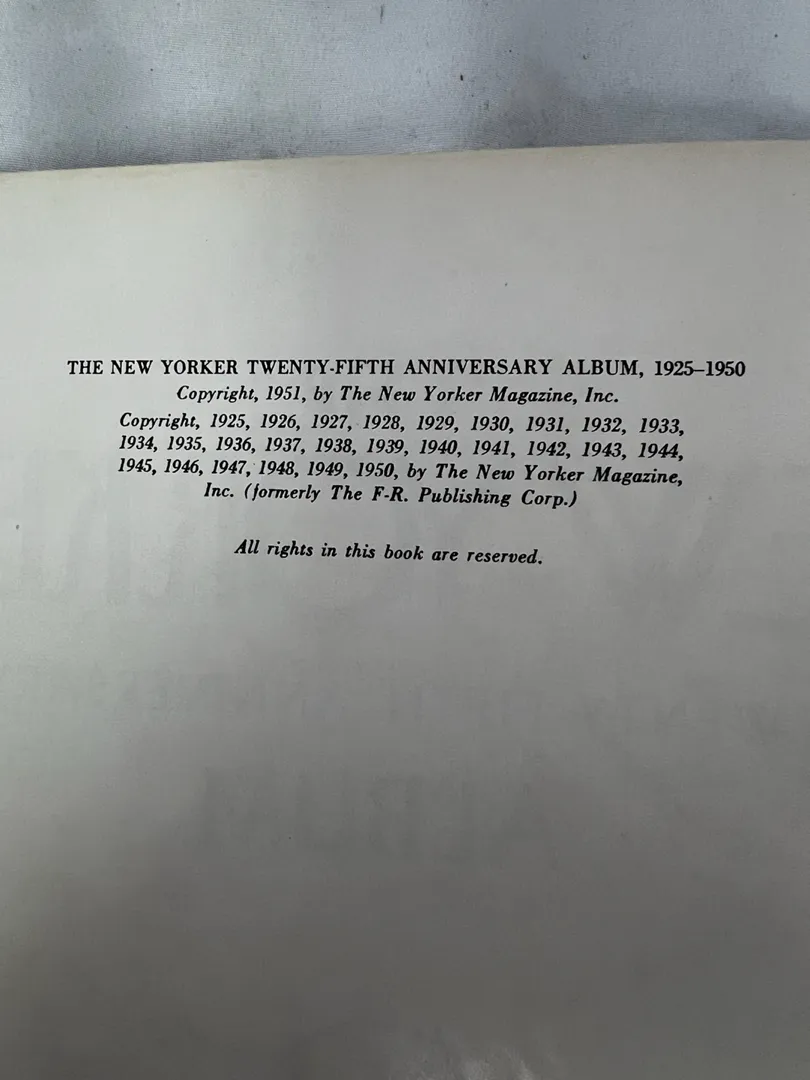 THE NEW YORKER TWENTY-FIFTH ANNIVERSARY ALBUM, 1925–1950
Copyright, 1951, by The New Yorker Magazine, Inc.
Copyright, 1925, 1926, 1927, 1928, 1929, 1930, 1931, 1932, 1933,
1934, 1935, 1936, 1937, 1938, 1939, 1940, 1941, 1942, 1943, 1944,
1945, 1946, 1947, 1948, 1949, 1950, by The New Yorker Magazine,
Inc. (formerly The F-R. Publishing Corp.)
All rights in this book are reserved.